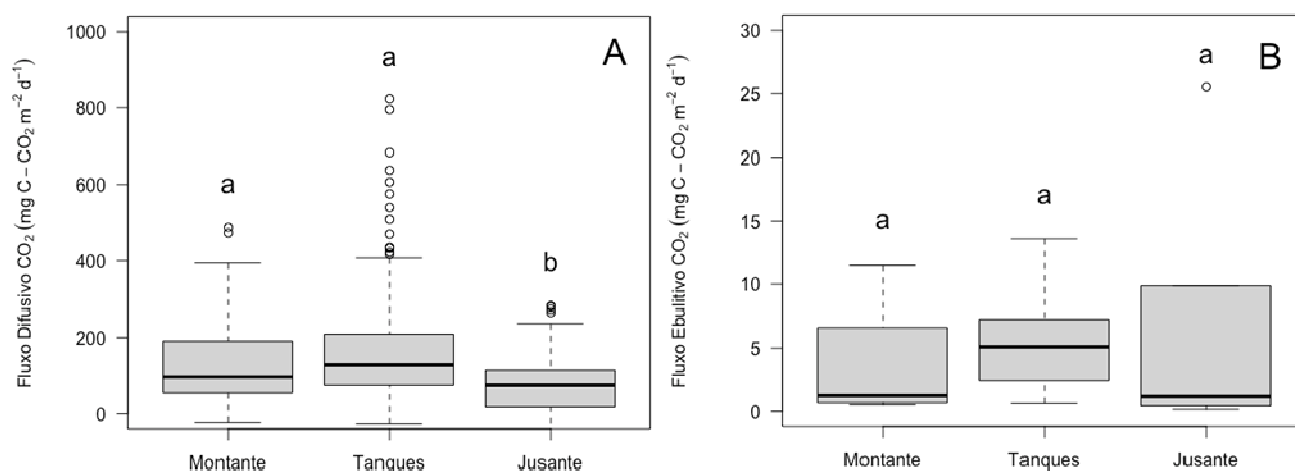 A
Fluxo Difusivo CO₂ (mg C − CO₂ m⁻² d⁻¹)
1000
800
600
400
200
0
a
a
b
Montante Tanques Jusante
B
Fluxo Ebulitivo CO₂ (mg C − CO₂ m⁻² d⁻¹)
30
25
20
15
10
5
0
a
a
a
Montante Tanques Jusante